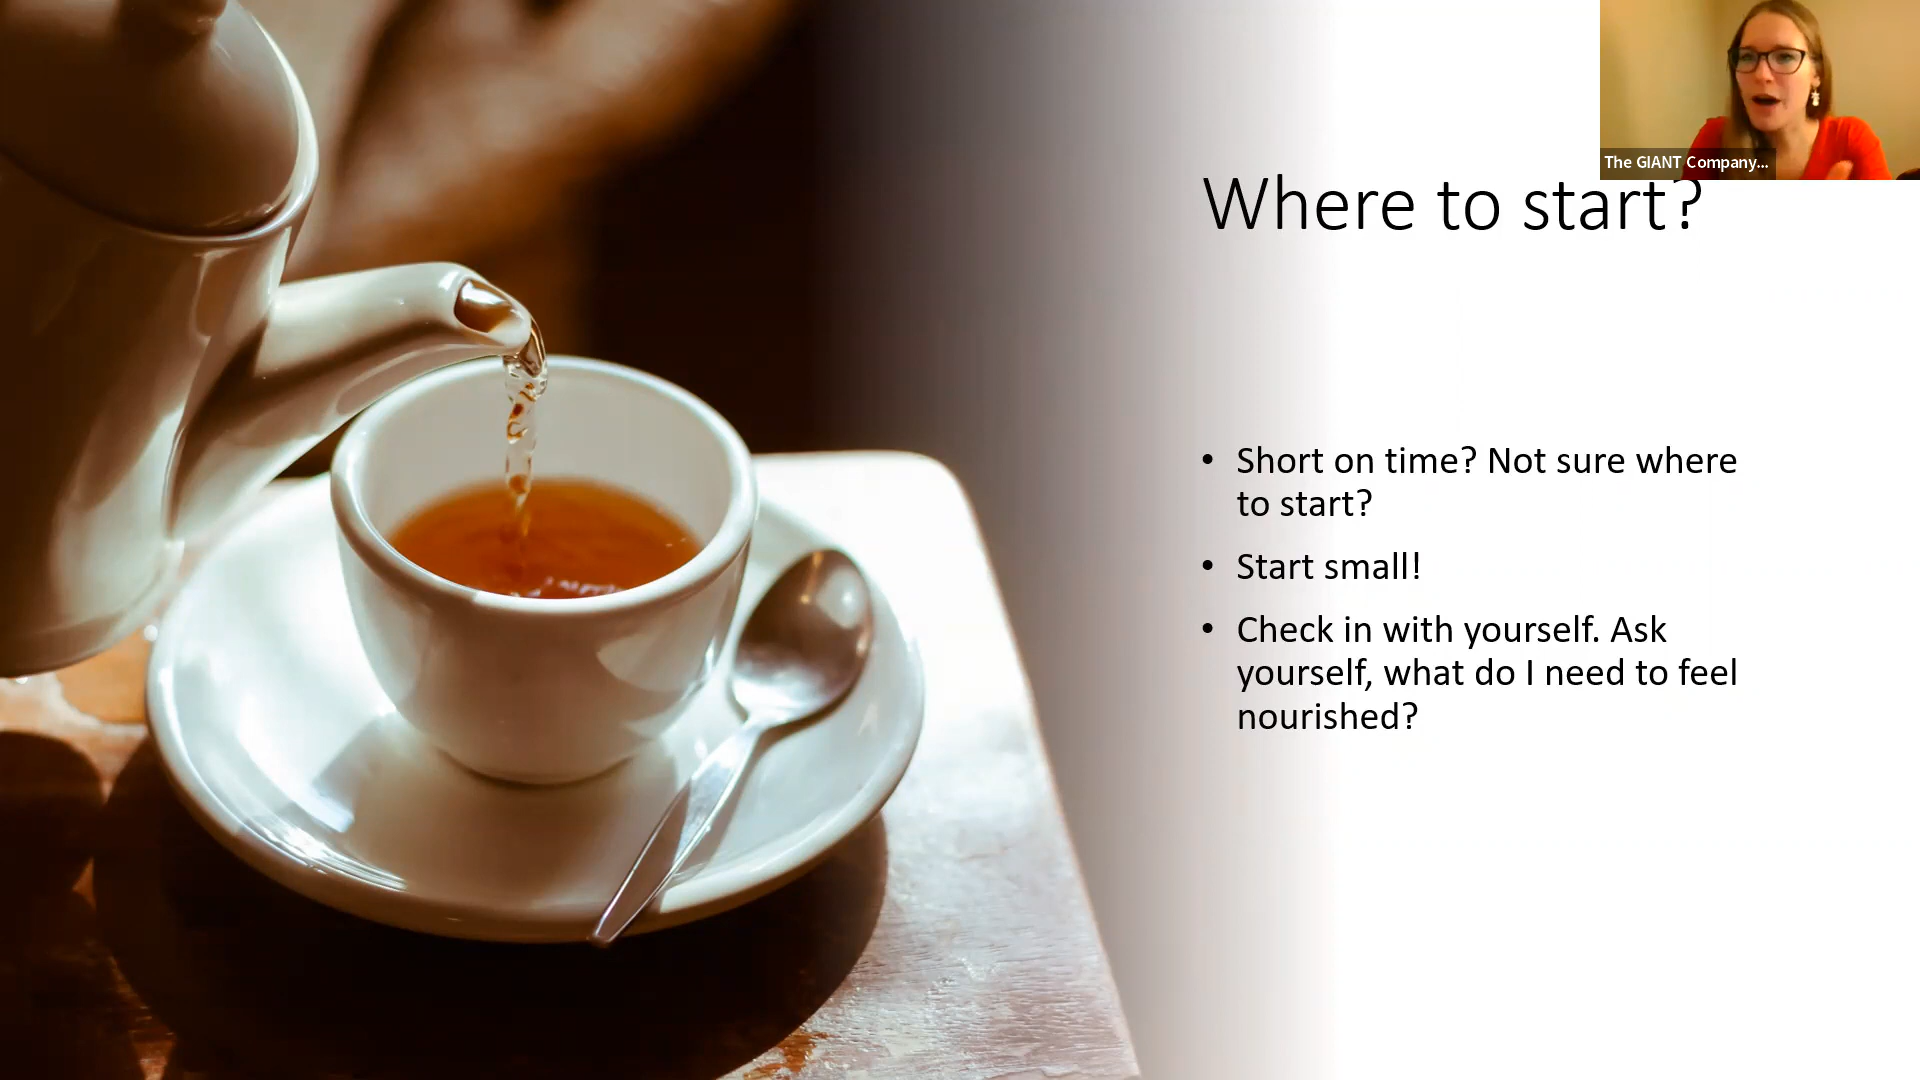 The GIANT Company...
Where to start?
• Short on time? Not sure where
to start?
• Start small!
• Check in with yourself. Ask
yourself, what do I need to feel
nourished?